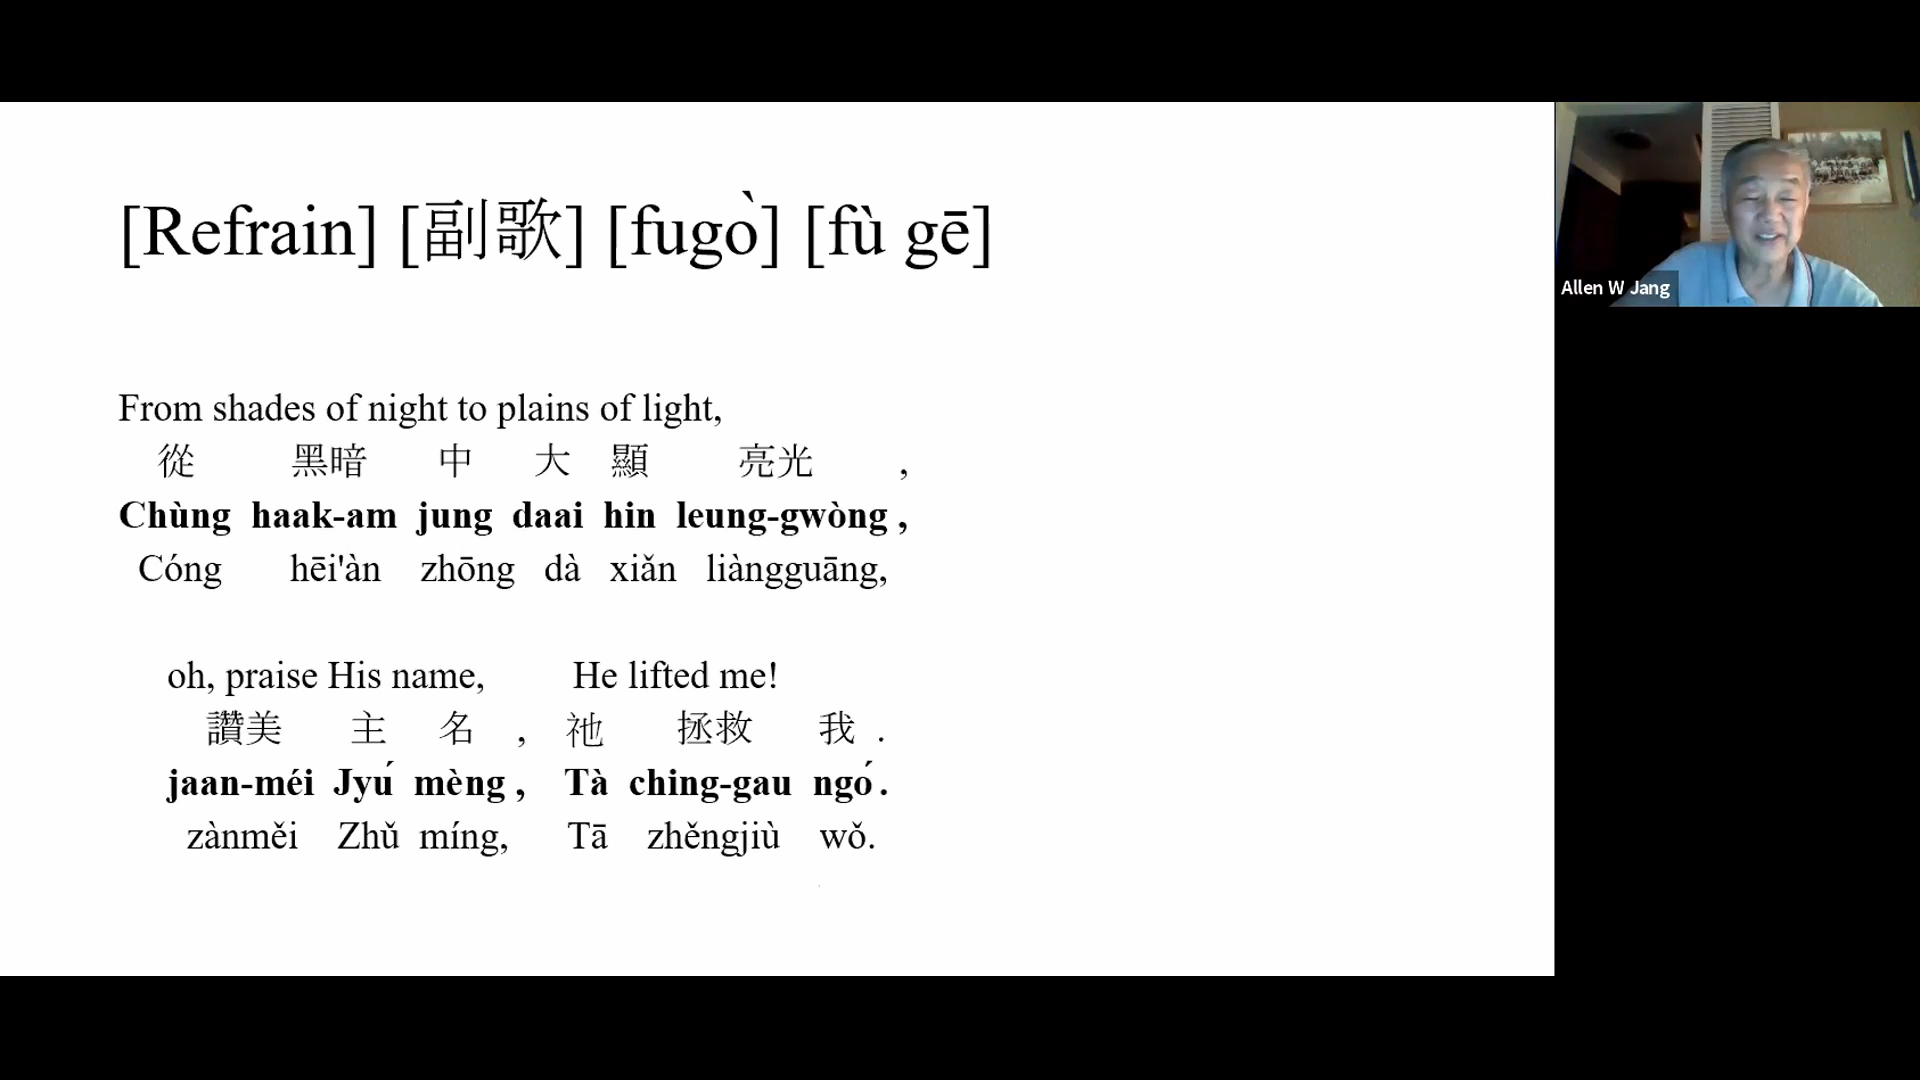 [Refrain] [副歌] [fugò] [fù gē]
From shades of night to plains of light,
從 黑暗 中 大 顯 亮光 ,
Chùng haak-am jung daai hin leung-gwòng ,
Cóng hēi'àn zhōng dà xiǎn liàngguāng,
oh, praise His name, He lifted me!
讚美 主 名 , 祂 拯救 我 .
jaan-méi Jyú mèng , Tà ching-gau ngó .
zànměi Zhǔ míng, Tā zhěngjiù wǒ.
Allen W Jang